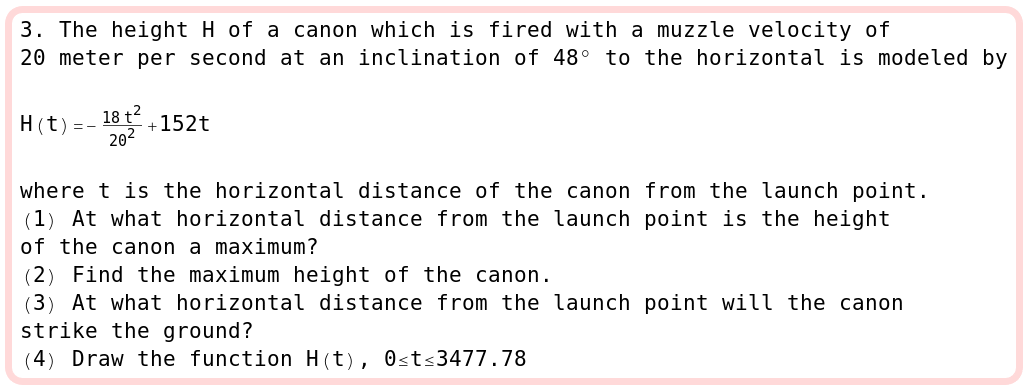 3. The height H of a canon which is fired with a muzzle velocity of
20 meter per second at an inclination of 48° to the horizontal is modeled by
H(t)=-\frac{18 t^2}{20^2}+152t
where t is the horizontal distance of the canon from the launch point.
(1) At what horizontal distance from the launch point is the height
of the canon a maximum?
(2) Find the maximum height of the canon.
(3) At what horizontal distance from the launch point will the canon
strike the ground?
(4) Draw the function H(t), 0≤t≤3477.78